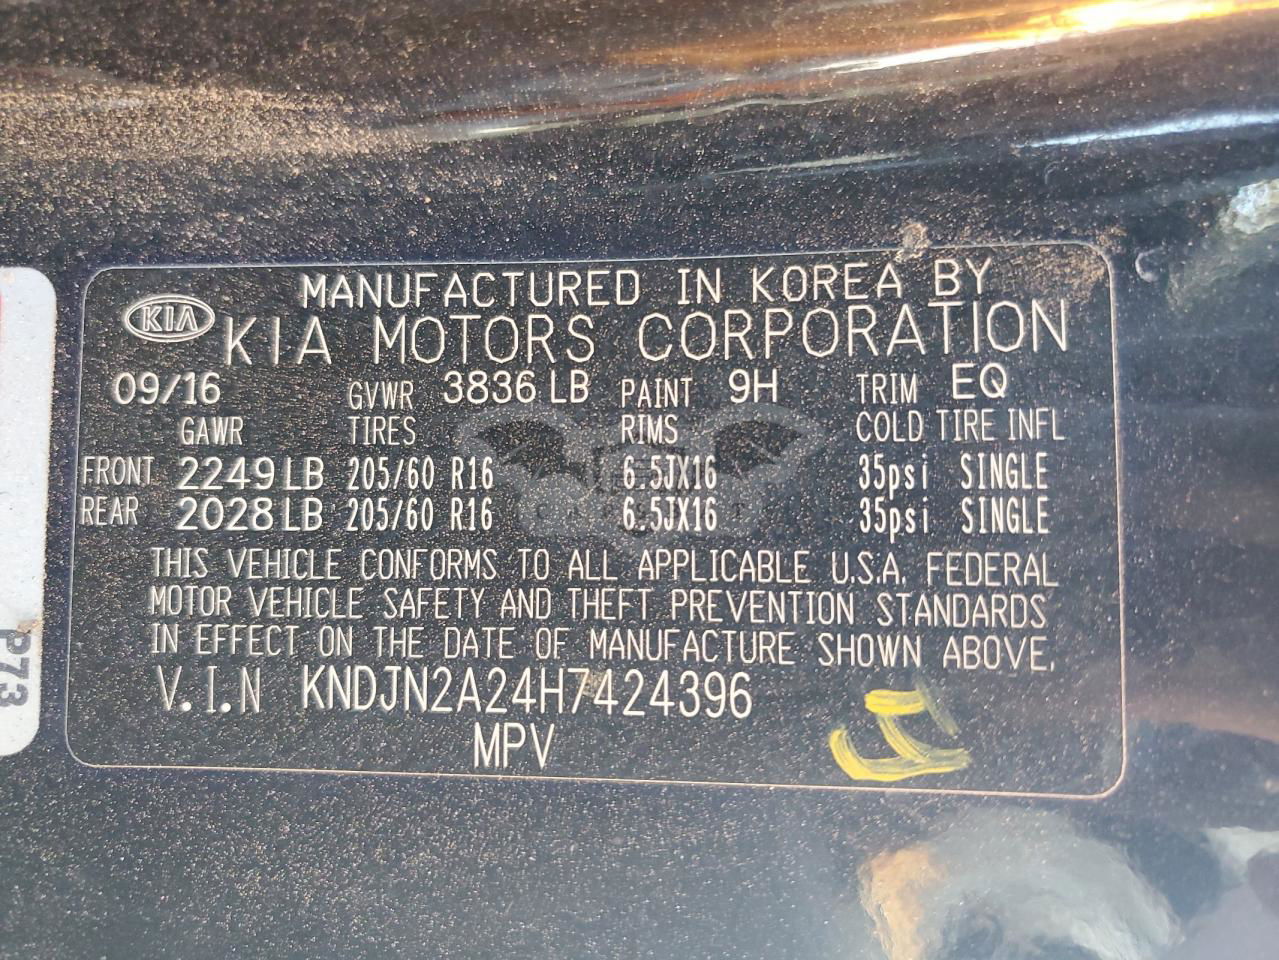 MANUFACTURED IN KOREA BY
KIA KIA MOTORS CORPORATION
09/16 GVWR 3836 LB PAINT 9H TRIM EQ
GAWR TIRES RIMS COLD TIRE INFL
FRONT 2249 LB 205/60 R16 6.5JX16 35psi SINGLE
REAR 2028 LB 205/60 R16 6.5JX16 35psi SINGLE
THIS VEHICLE CONFORMS TO ALL APPLICABLE U.S.A. FEDERAL
MOTOR VEHICLE SAFETY AND THEFT PREVENTION STANDARDS
IN EFFECT ON THE DATE OF MANUFACTURE SHOWN ABOVE.
V.I.N KNDJN2A24H7424396
MPV
P73